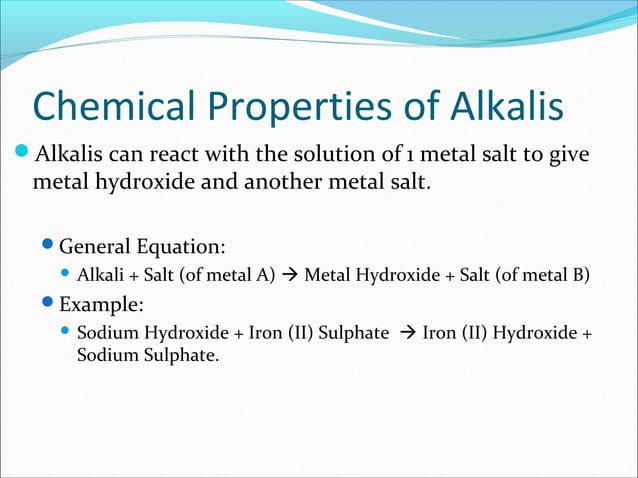 Chemical Properties of Alkalis
Alkalis can react with the solution of 1 metal salt to give
metal hydroxide and another metal salt.
General Equation:
Alkali + Salt (of metal A) → Metal Hydroxide + Salt (of metal B)
Example:
Sodium Hydroxide + Iron (II) Sulphate → Iron (II) Hydroxide +
Sodium Sulphate.